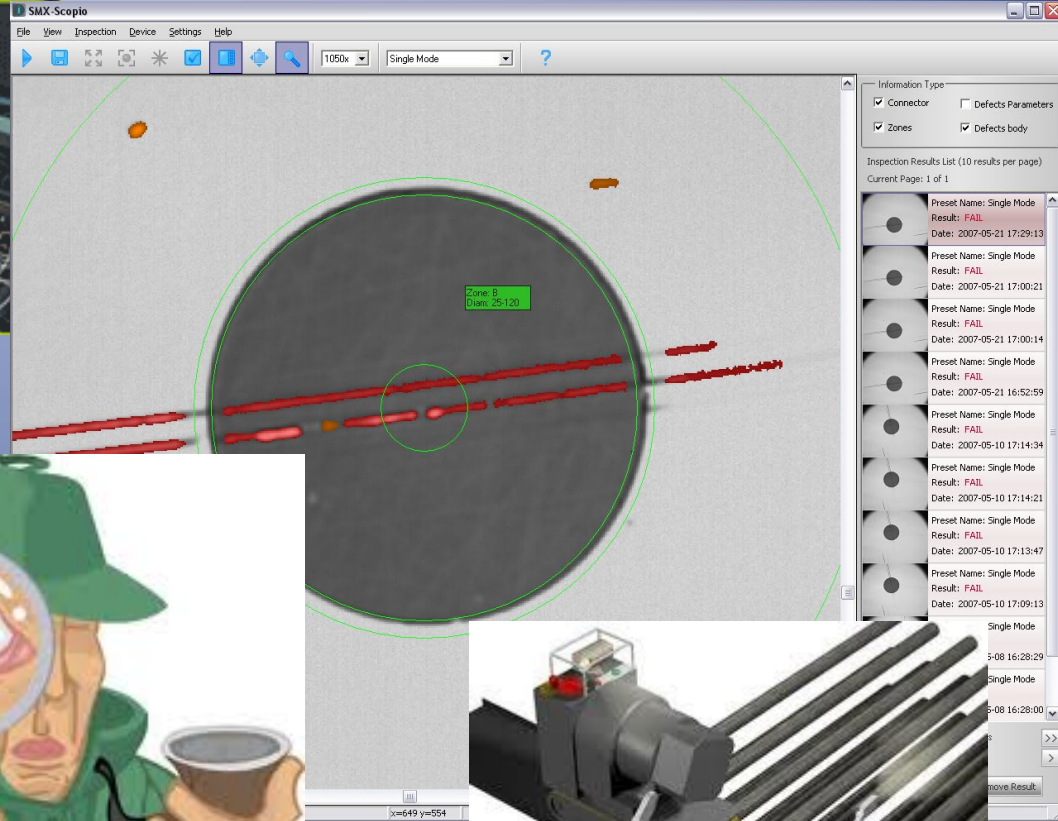 SMX-Scopio
File View Inspection Device Settings Help
1050x Single Mode
Zone: B
Diam: 25-120
Information Type
Connector Defects Parameters
Zones Defects body
Inspection Results List (10 results per page)
Current Page: 1 of 1
Preset Name: Single Mode
Result: FAIL
Date: 2007-05-21 17:29:13
Preset Name: Single Mode
Result: FAIL
Date: 2007-05-21 17:00:21
Preset Name: Single Mode
Result: FAIL
Date: 2007-05-21 17:00:14
Preset Name: Single Mode
Result: FAIL
Date: 2007-05-21 16:52:59
Preset Name: Single Mode
Result: FAIL
Date: 2007-05-10 17:14:34
Preset Name: Single Mode
Result: FAIL
Date: 2007-05-10 17:14:21
Preset Name: Single Mode
Result: FAIL
Date: 2007-05-10 17:13:47
Preset Name: Single Mode
Result: FAIL
Date: 2007-05-10 17:09:13
Single Mode
5-08 16:28:29
Single Mode
5-08 16:28:00
move Result
x=649 y=554